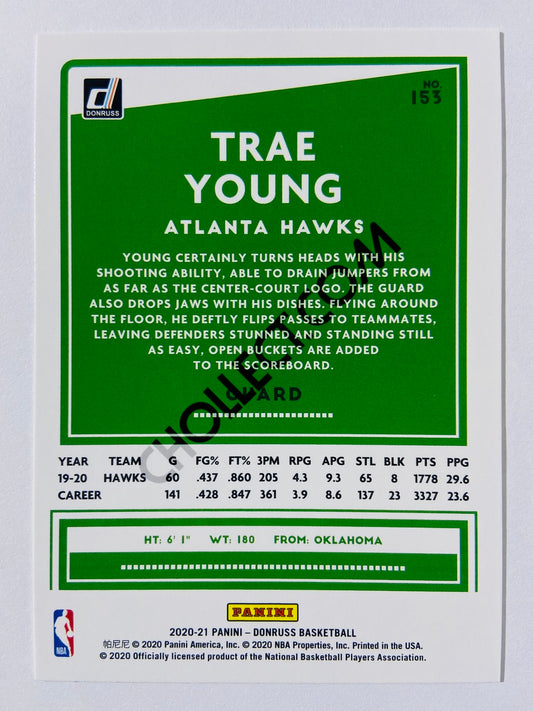 DONRUSS
NO.
153
TRAE
YOUNG
ATLANTA HAWKS
YOUNG CERTAINLY TURNS HEADS WITH HIS
SHOOTING ABILITY, ABLE TO DRAIN JUMPERS FROM
AS FAR AS THE CENTER-COURT LOGO. THE GUARD
ALSO DROPS JAWS WITH HIS DISHES. FLYING AROUND
THE FLOOR, HE DEFTLY FLIPS PASSES TO TEAMMATES,
LEAVING DEFENDERS STUNNED AND STANDING STILL
AS EASY, OPEN BUCKETS ARE ADDED
TO THE SCOREBOARD.
GUARD
CHOLLECT.COM
YEAR TEAM G FG% FT% 3PM RPG APG STL BLK PTS PPG
19-20 HAWKS 60 .437 .860 205 4.3 9.3 65 8 1778 29.6
CAREER 141 .428 .847 361 3.9 8.6 137 23 3327 23.6
HT: 6' 1" WT: 180 FROM: OKLAHOMA
PANINI
2020-21 PANINI – DONRUSS BASKETBALL
帕尼尼 © 2020 Panini America, Inc. © 2020 NBA Properties, Inc. Printed in the USA.
© 2020 Officially licensed product of the National Basketball Players Association.
NBA